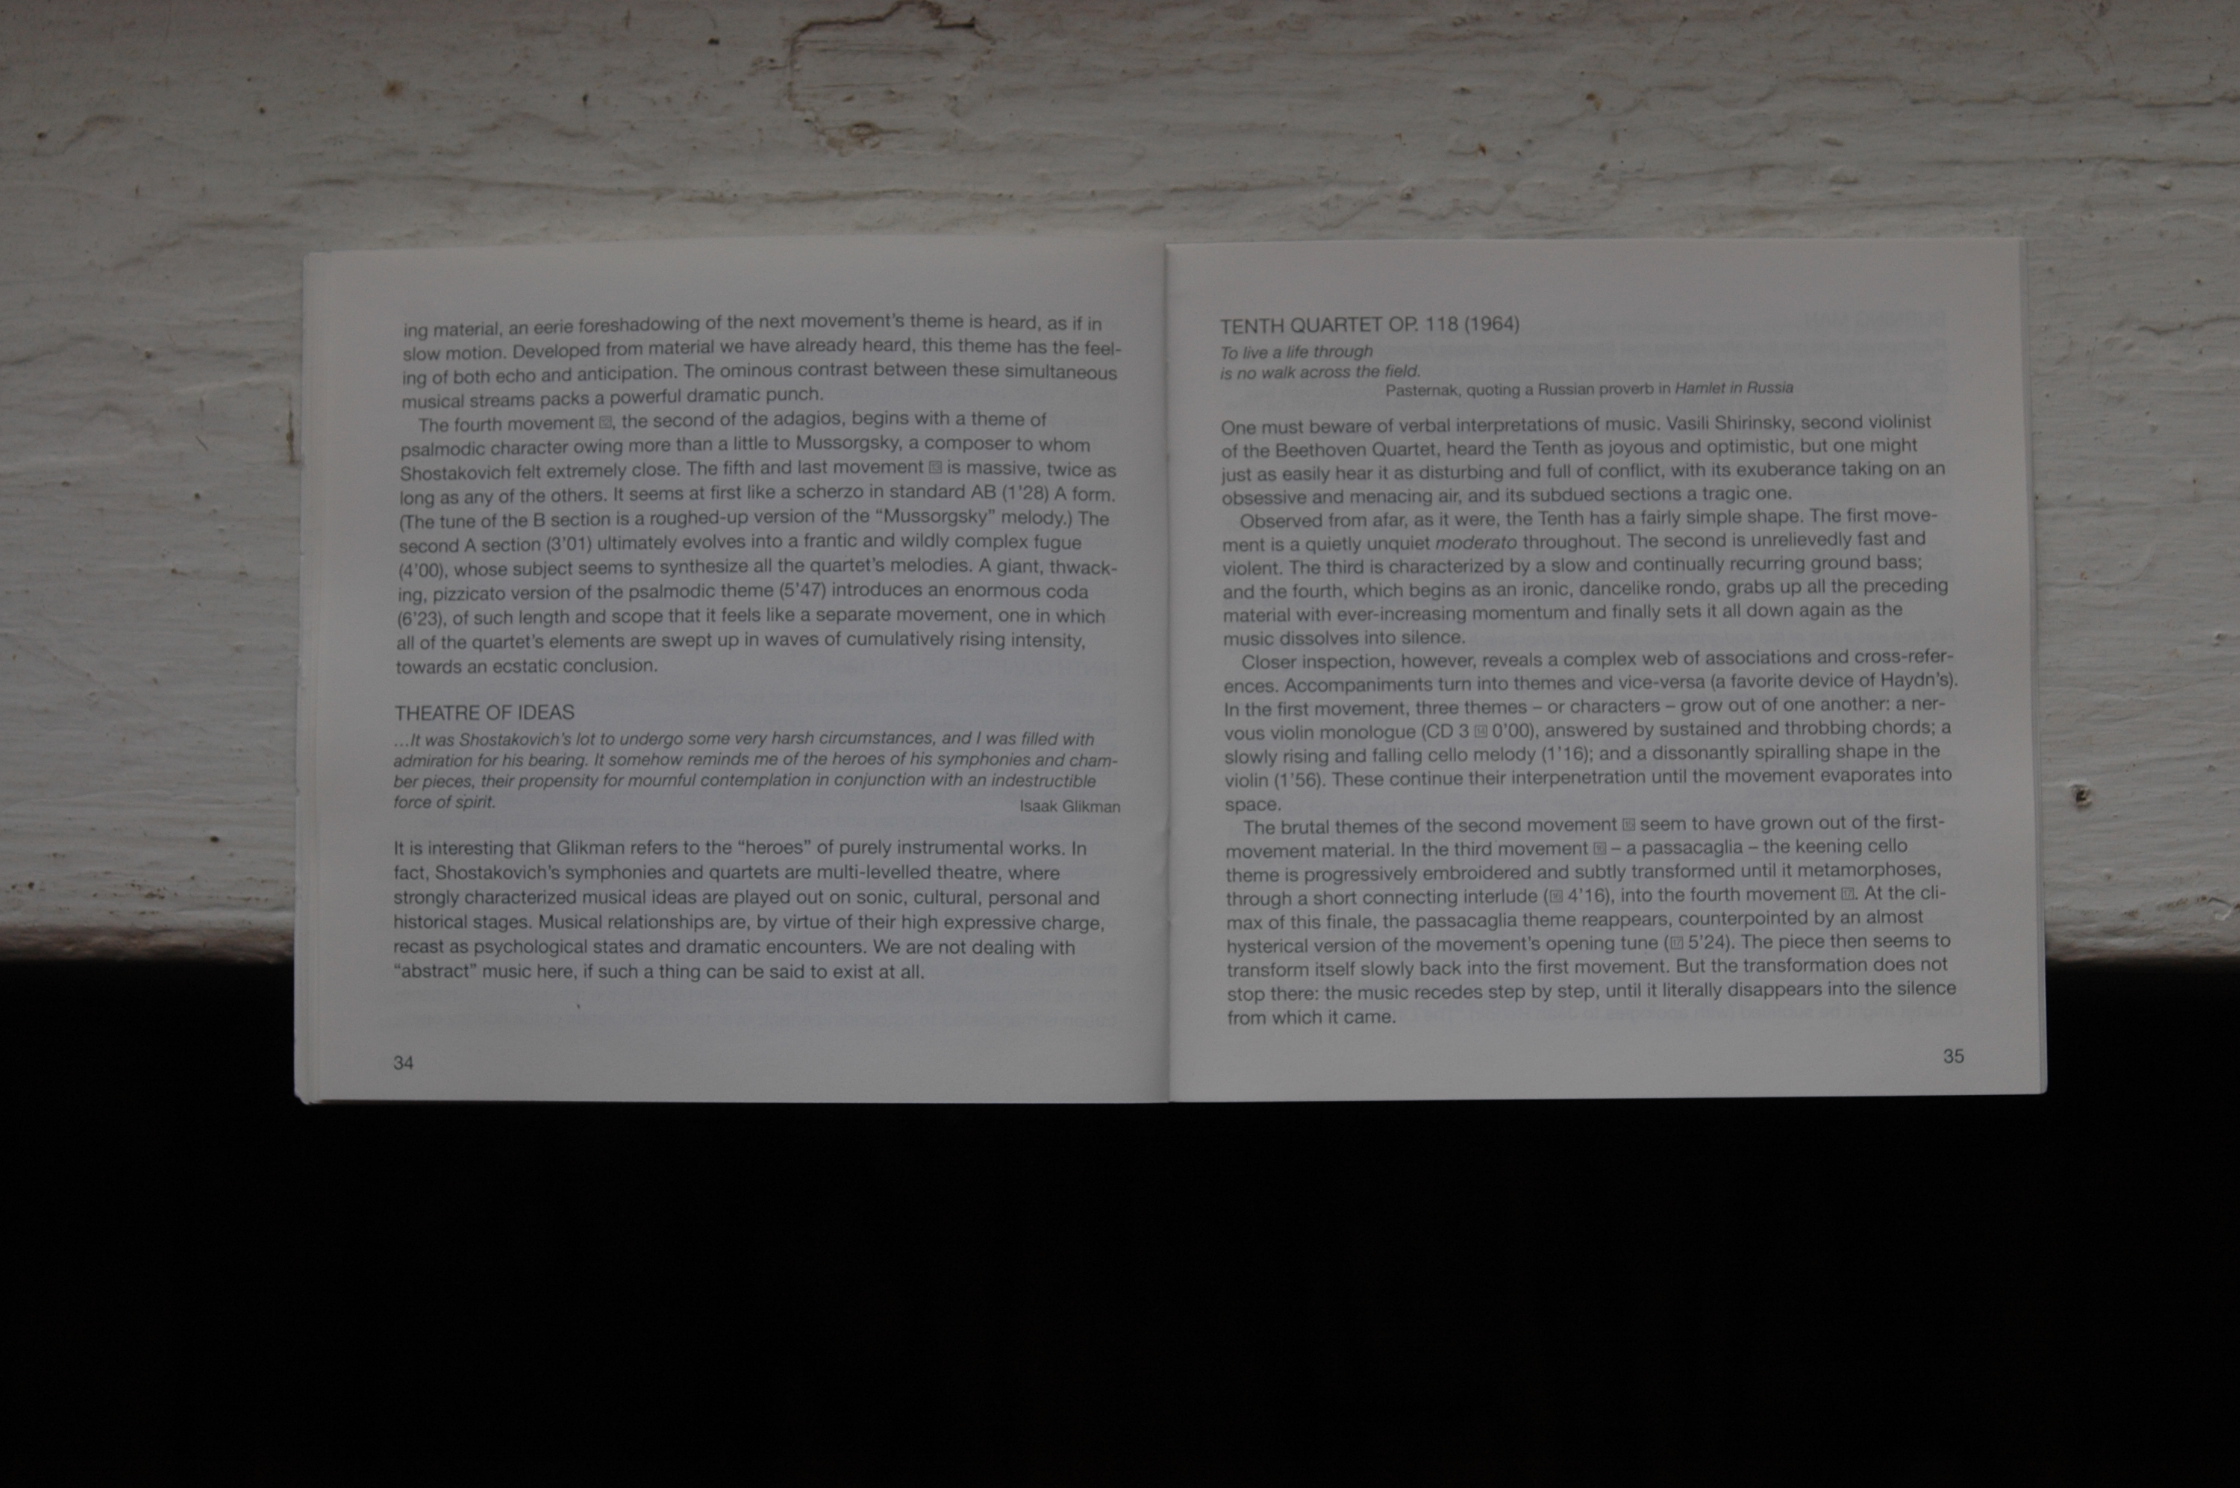 ing material, an eerie foreshadowing of the next movement's theme is heard, as if in
slow motion. Developed from material we have already heard, this theme has the feel-
ing of both echo and anticipation. The ominous contrast between these simultaneous
musical streams packs a powerful dramatic punch.
The fourth movement , the second of the adagios, begins with a theme of
psalmodic character owing more than a little to Mussorgsky, a composer to whom
Shostakovich felt extremely close. The fifth and last movement is massive, twice as
long as any of the others. It seems at first like a scherzo in standard AB (1'28) A form.
(The tune of the B section is a roughed-up version of the “Mussorgsky” melody.) The
second A section (3'01) ultimately evolves into a frantic and wildly complex fugue
(4'00), whose subject seems to synthesize all the quartet's melodies. A giant, thwack-
ing, pizzicato version of the psalmodic theme (5'47) introduces an enormous coda
(6'23), of such length and scope that it feels like a separate movement, one in which
all of the quartet's elements are swept up in waves of cumulatively rising intensity,
towards an ecstatic conclusion.
THEATRE OF IDEAS
...It was Shostakovich's lot to undergo some very harsh circumstances, and I was filled with
admiration for his bearing. It somehow reminds me of the heroes of his symphonies and cham-
ber pieces, their propensity for mournful contemplation in conjunction with an indestructible
force of spirit. Isaak Glikman
It is interesting that Glikman refers to the “heroes” of purely instrumental works. In
fact, Shostakovich's symphonies and quartets are multi-levelled theatre, where
strongly characterized musical ideas are played out on sonic, cultural, personal and
historical stages. Musical relationships are, by virtue of their high expressive charge,
recast as psychological states and dramatic encounters. We are not dealing with
“abstract” music here, if such a thing can be said to exist at all.
34
TENTH QUARTET OP. 118 (1964)
To live a life through
is no walk across the field.
Pasternak, quoting a Russian proverb in Hamlet in Russia
One must beware of verbal interpretations of music. Vasili Shirinsky, second violinist
of the Beethoven Quartet, heard the Tenth as joyous and optimistic, but one might
just as easily hear it as disturbing and full of conflict, with its exuberance taking on an
obsessive and menacing air, and its subdued sections a tragic one.
Observed from afar, as it were, the Tenth has a fairly simple shape. The first move-
ment is a quietly unquiet moderato throughout. The second is unrelievedly fast and
violent. The third is characterized by a slow and continually recurring ground bass;
and the fourth, which begins as an ironic, dancelike rondo, grabs up all the preceding
material with ever-increasing momentum and finally sets it all down again as the
music dissolves into silence.
Closer inspection, however, reveals a complex web of associations and cross-refer-
ences. Accompaniments turn into themes and vice-versa (a favorite device of Haydn's).
In the first movement, three themes – or characters – grow out of one another: a ner-
vous violin monologue (CD 3 0'00), answered by sustained and throbbing chords; a
slowly rising and falling cello melody (1'16); and a dissonantly spiralling shape in the
violin (1'56). These continue their interpenetration until the movement evaporates into
space.
The brutal themes of the second movement seem to have grown out of the first-
movement material. In the third movement – a passacaglia – the keening cello
theme is progressively embroidered and subtly transformed until it metamorphoses,
through a short connecting interlude ( 4'16), into the fourth movement . At the cli-
max of this finale, the passacaglia theme reappears, counterpointed by an almost
hysterical version of the movement's opening tune ( 5'24). The piece then seems to
transform itself slowly back into the first movement. But the transformation does not
stop there: the music recedes step by step, until it literally disappears into the silence
from which it came.
35